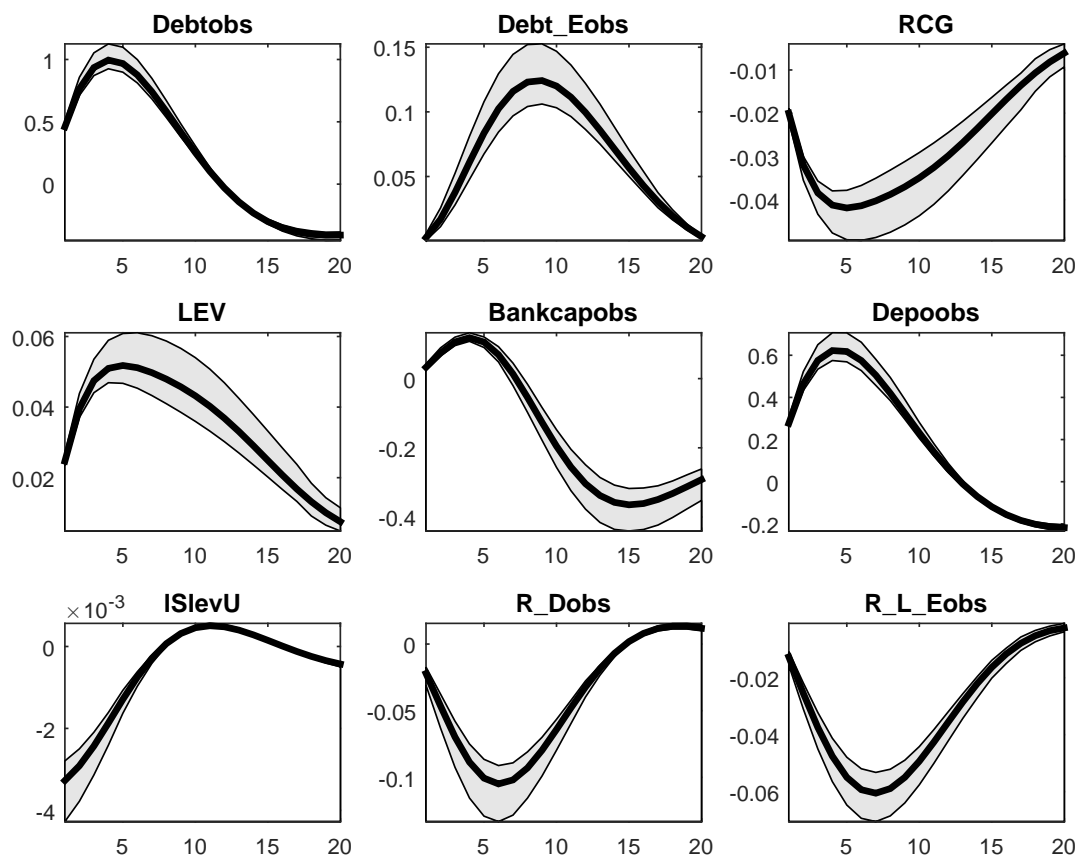 Debtobs Debt_Eobs RCG
1
0.5
0
5 10 15 20
0.15
0.1
0.05
5 10 15 20
-0.01
-0.02
-0.03
-0.04
5 10 15 20
LEV Bankcapobs Depoobs
0.06
0.04
0.02
5 10 15 20
0
-0.2
-0.4
5 10 15 20
0.6
0.4
0.2
0
-0.2
5 10 15 20
ISlevU R_Dobs R_L_Eobs
×10⁻³
0
-2
-4
5 10 15 20
0
-0.05
-0.1
5 10 15 20
-0.02
-0.04
-0.06
5 10 15 20